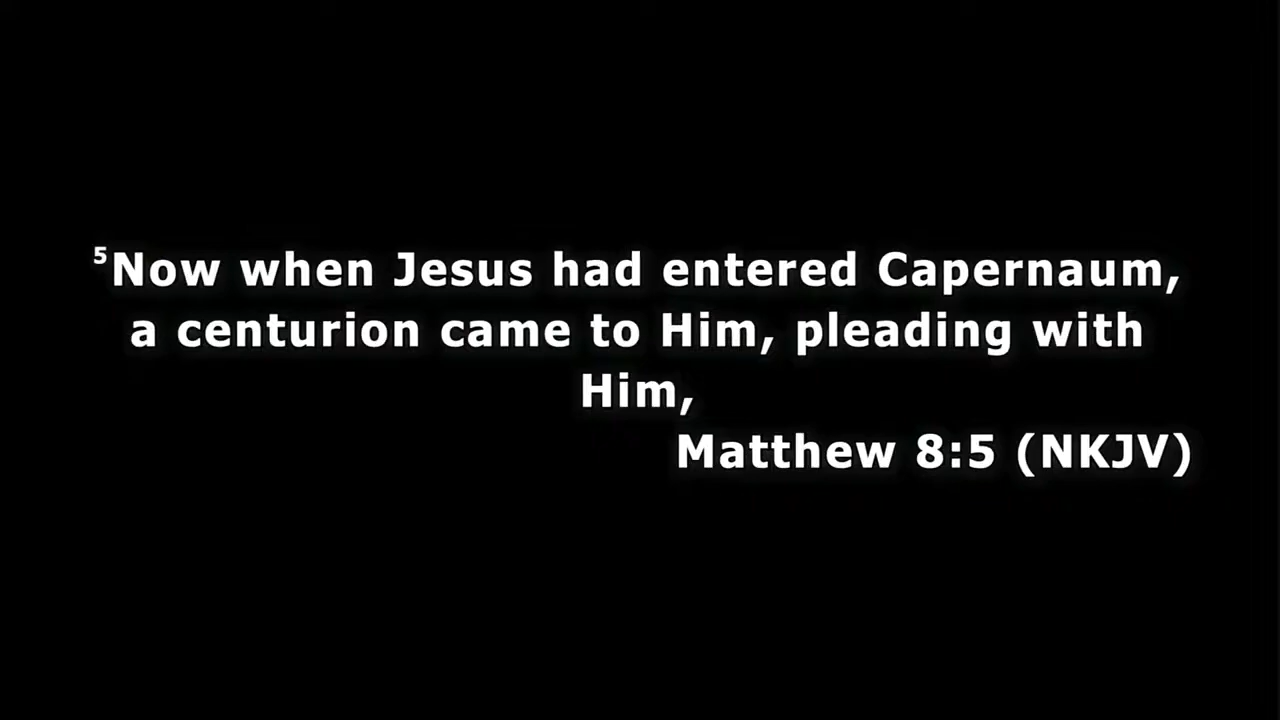 ⁵Now when Jesus had entered Capernaum,
a centurion came to Him, pleading with
Him,
Matthew 8:5 (NKJV)